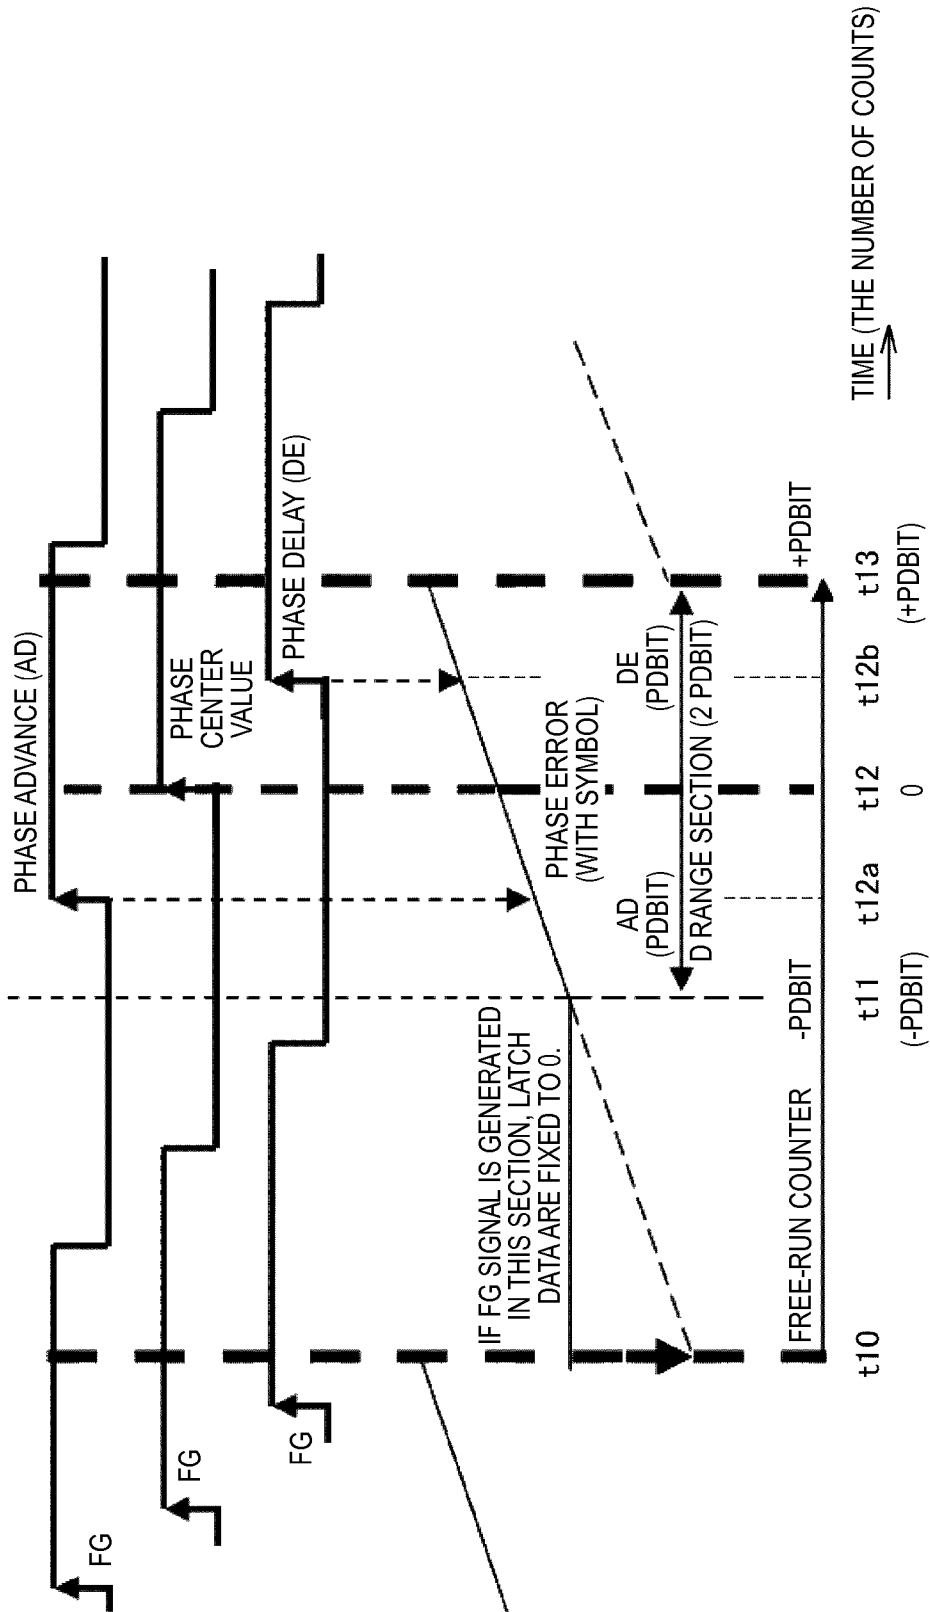 FG
PHASE ADVANCE (AD)
FG
PHASE
CENTER
VALUE
FG
PHASE DELAY (DE)
IF FG SIGNAL IS GENERATED
IN THIS SECTION, LATCH
DATA ARE FIXED TO 0.
PHASE ERROR
(WITH SYMBOL)
AD
(PDBIT)
DE
(PDBIT)
D RANGE SECTION (2 PDBIT)
FREE-RUN COUNTER
-PDBIT
+PDBIT
t10
t11
t12a
t12
t12b
t13
(-PDBIT)
0
(+PDBIT)
TIME (THE NUMBER OF COUNTS)